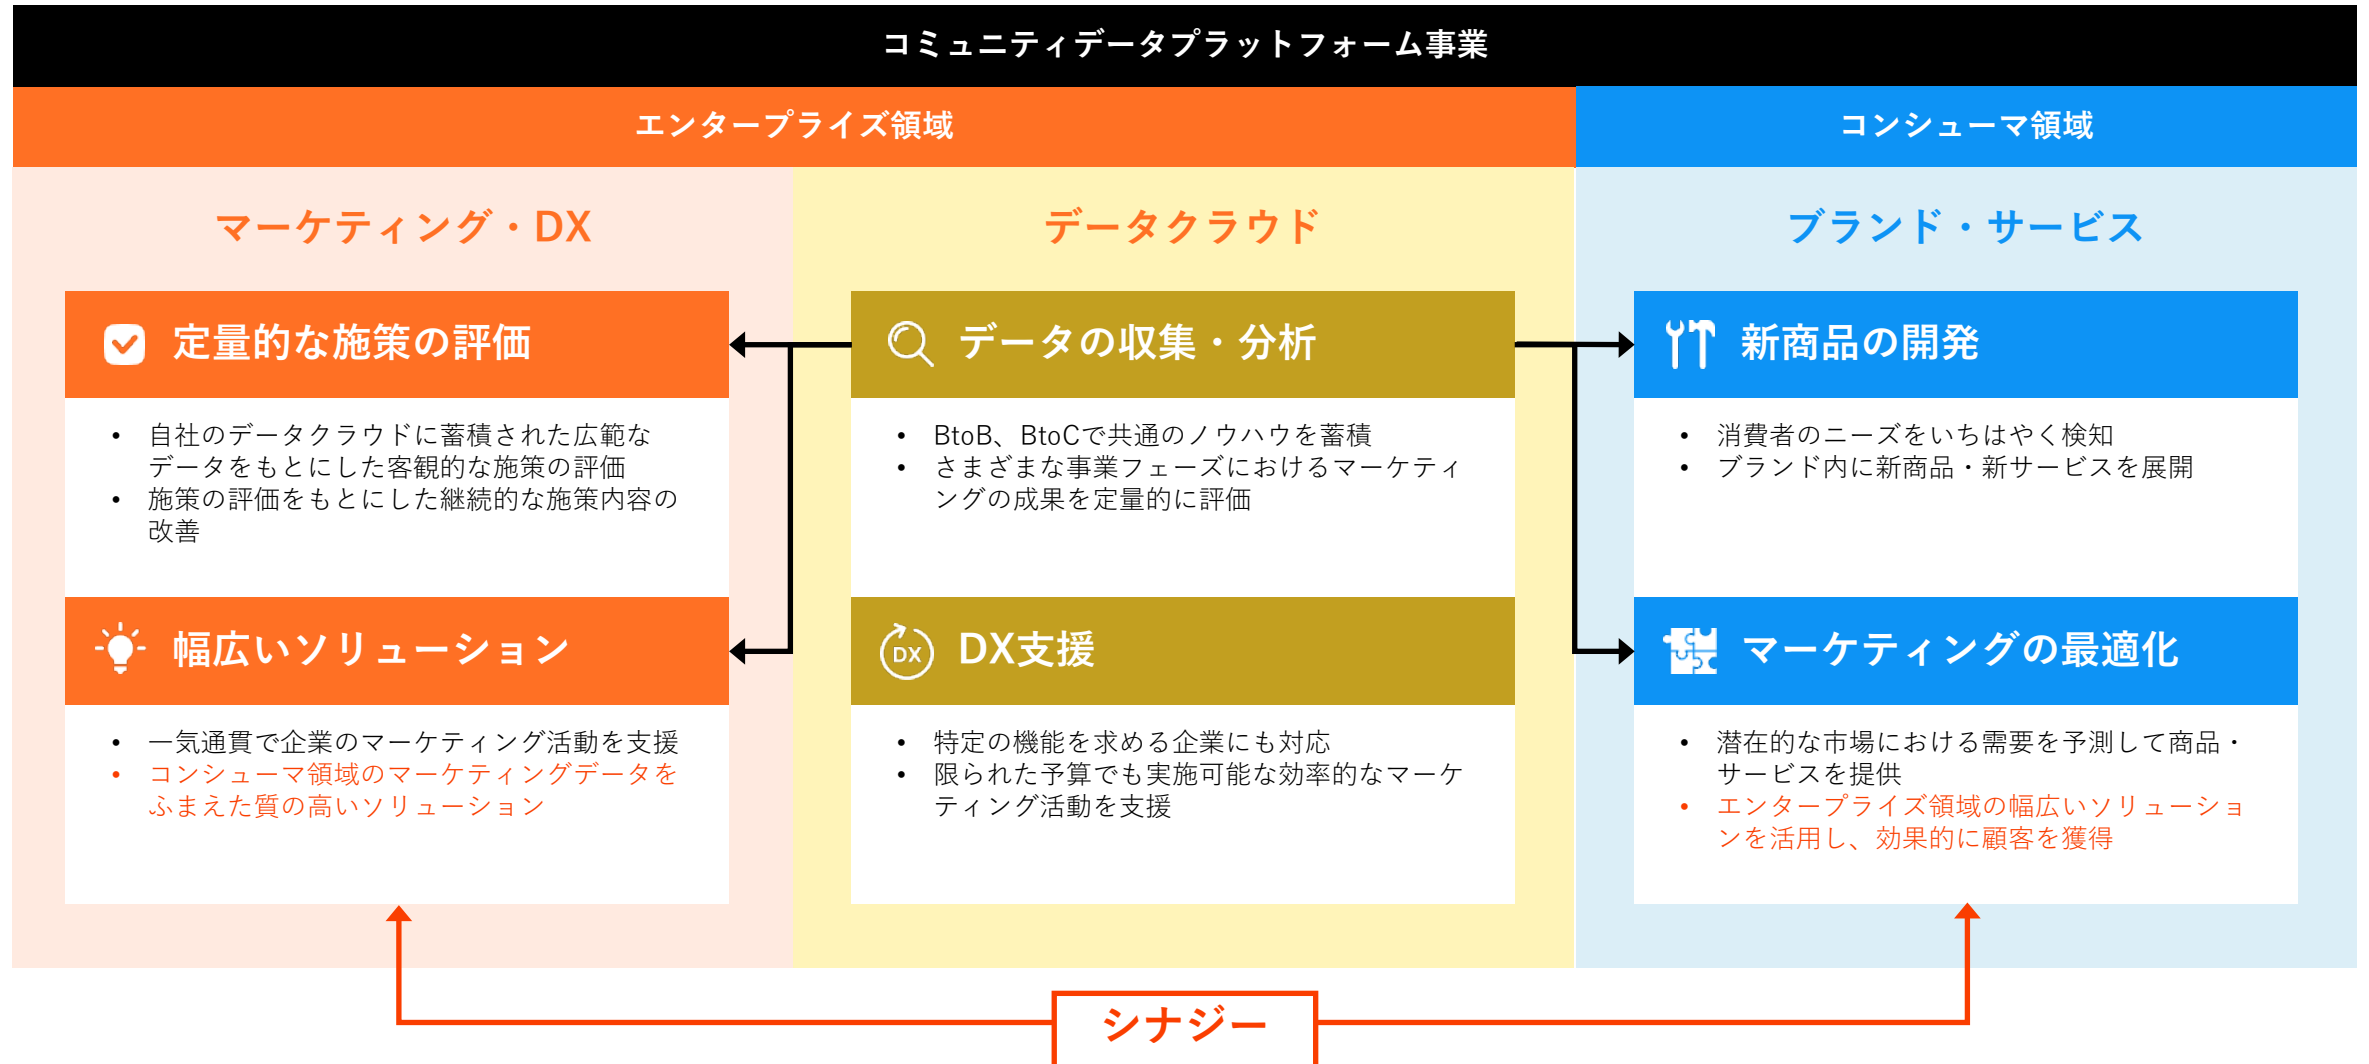 コミュニティデータプラットフォーム事業
エンタープライズ領域
コンシューマ領域
マーケティング・DX
データクラウド
ブランド・サービス
定量的な施策の評価
• 自社のデータクラウドに蓄積された広範な
データをもとにした客観的な施策の評価
• 施策の評価をもとにした継続的な施策内容の
改善
幅広いソリューション
• 一気通貫で企業のマーケティング活動を支援
• コンシューマ領域のマーケティングデータを
ふまえた質の高いソリューション
データの収集・分析
• BtoB、BtoCで共通のノウハウを蓄積
• さまざまな事業フェーズにおけるマーケティ
ングの成果を定量的に評価
DX
DX支援
• 特定の機能を求める企業にも対応
• 限られた予算でも実施可能な効率的なマーケ
ティング活動を支援
新商品の開発
• 消費者のニーズをいちはやく検知
• ブランド内に新商品・新サービスを展開
マーケティングの最適化
• 潜在的な市場における需要を予測して商品・
サービスを提供
• エンタープライズ領域の幅広いソリューショ
ンを活用し、効果的に顧客を獲得
シナジー